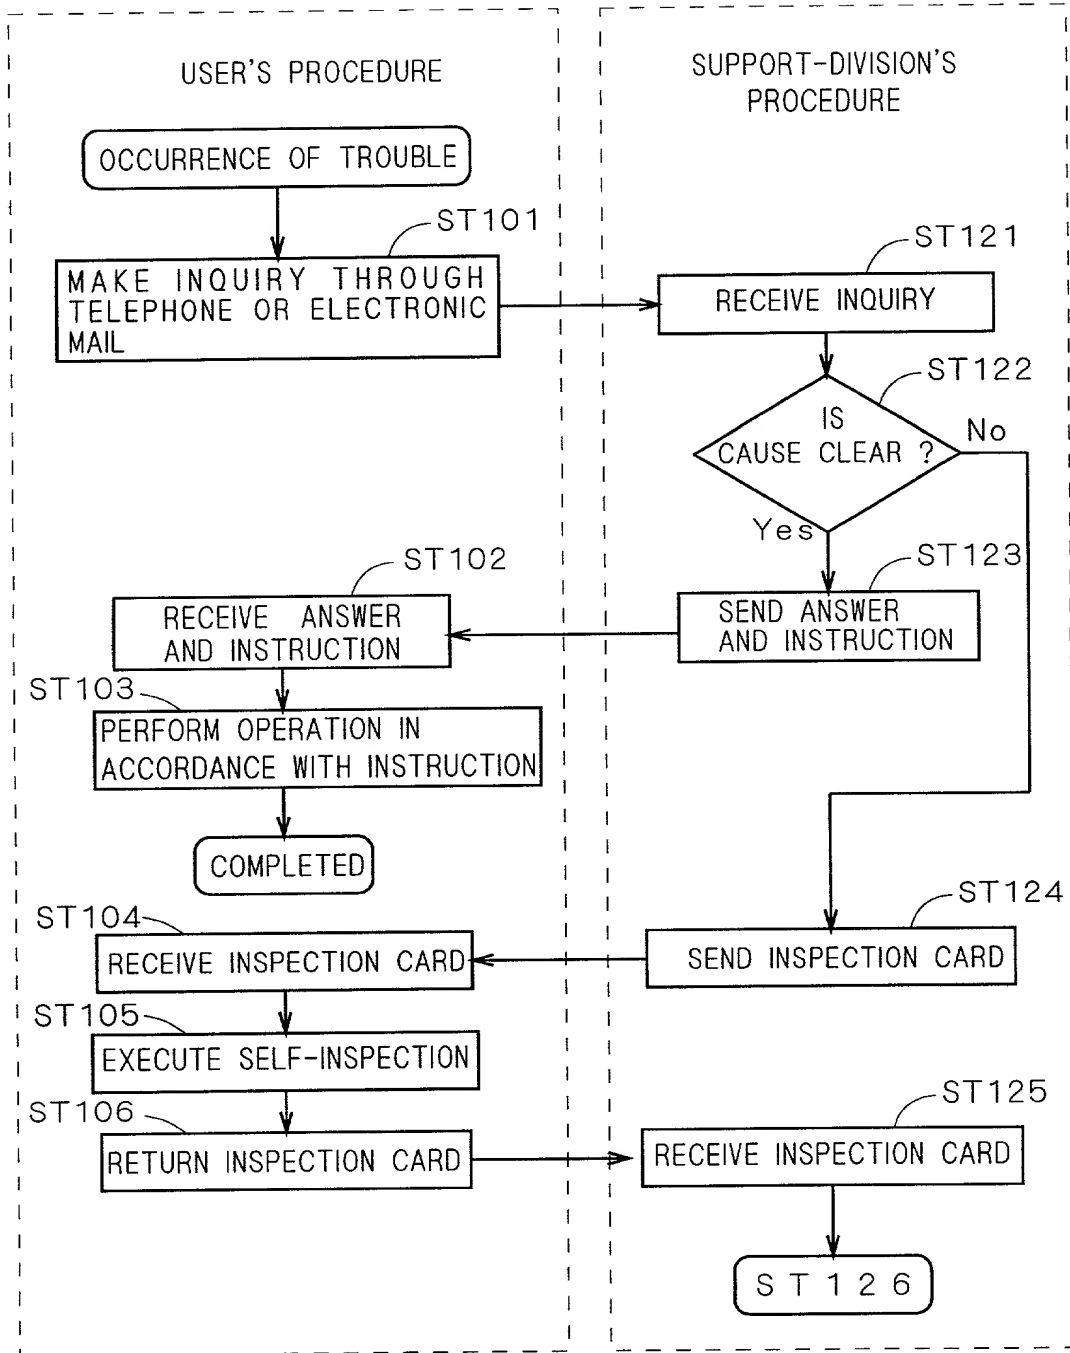 USER'S PROCEDURE
SUPPORT-DIVISION'S
PROCEDURE
OCCURRENCE OF TROUBLE
ST101
MAKE INQUIRY THROUGH
TELEPHONE OR ELECTRONIC
MAIL
ST121
RECEIVE INQUIRY
ST122
IS
CAUSE CLEAR ?
No
Yes
ST123
SEND ANSWER
AND INSTRUCTION
ST102
RECEIVE ANSWER
AND INSTRUCTION
ST103
PERFORM OPERATION IN
ACCORDANCE WITH INSTRUCTION
COMPLETED
ST124
SEND INSPECTION CARD
ST104
RECEIVE INSPECTION CARD
ST105
EXECUTE SELF-INSPECTION
ST106
RETURN INSPECTION CARD
ST125
RECEIVE INSPECTION CARD
ST126